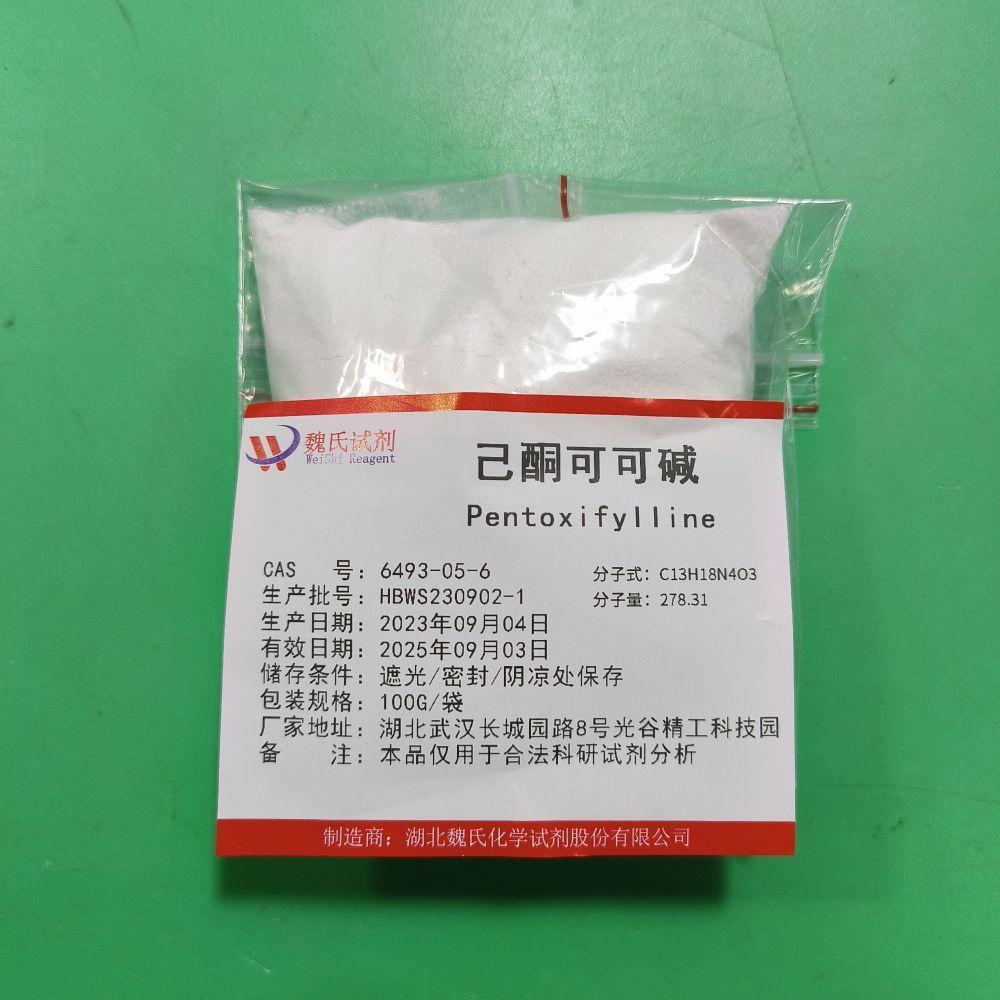 魏氏试剂
WeiShi Reagent
己酮可可碱
Pentoxifylline
CAS 号：6493-05-6
分子式：C13H18N4O3
生产批号：HBWS230902-1
分子量：278.31
生产日期：2023年09月04日
有效日期：2025年09月03日
储存条件：遮光/密封/阴凉处保存
包装规格：100G/袋
厂家地址：湖北武汉长城园路8号光谷精工科技园
备 注：本品仅用于合法科研试剂分析
制造商：湖北魏氏化学试剂股份有限公司